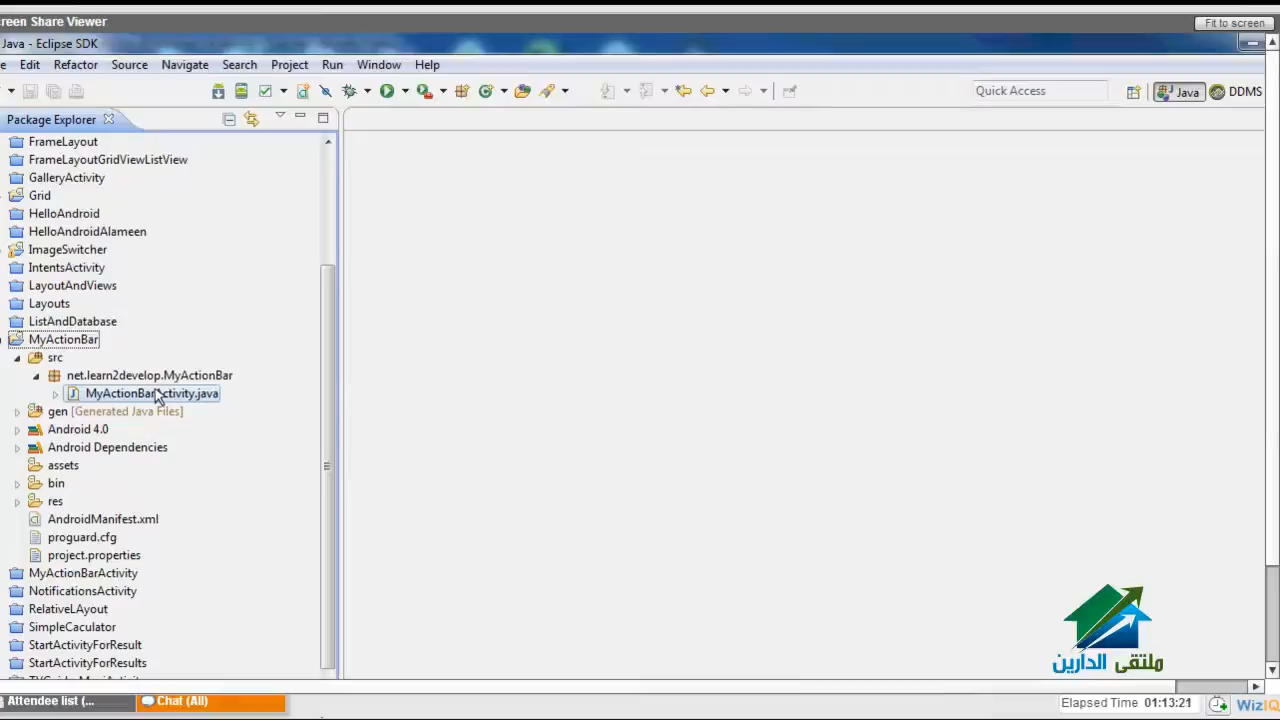 reen Share Viewer
Fit to screen
Java - Eclipse SDK
e Edit Refactor Source Navigate Search Project Run Window Help
Quick Access
Java
DDMS
Package Explorer
FrameLayout
FrameLayoutGridViewListView
GalleryActivity
Grid
HelloAndroid
HelloAndroidAlameen
ImageSwitcher
IntentsActivity
LayoutAndViews
Layouts
ListAndDatabase
MyActionBar
src
net.learn2develop.MyActionBar
MyActionBarActivity.java
gen [Generated Java Files]
Android 4.0
Android Dependencies
assets
bin
res
AndroidManifest.xml
proguard.cfg
project.properties
MyActionBarActivity
NotificationsActivity
RelativeLAyout
SimpleCaculator
StartActivityForResult
StartActivityForResults
ملتقى الدارين
Attendee list (...
Chat (All)
Elapsed Time 01:13:21
WizIQ